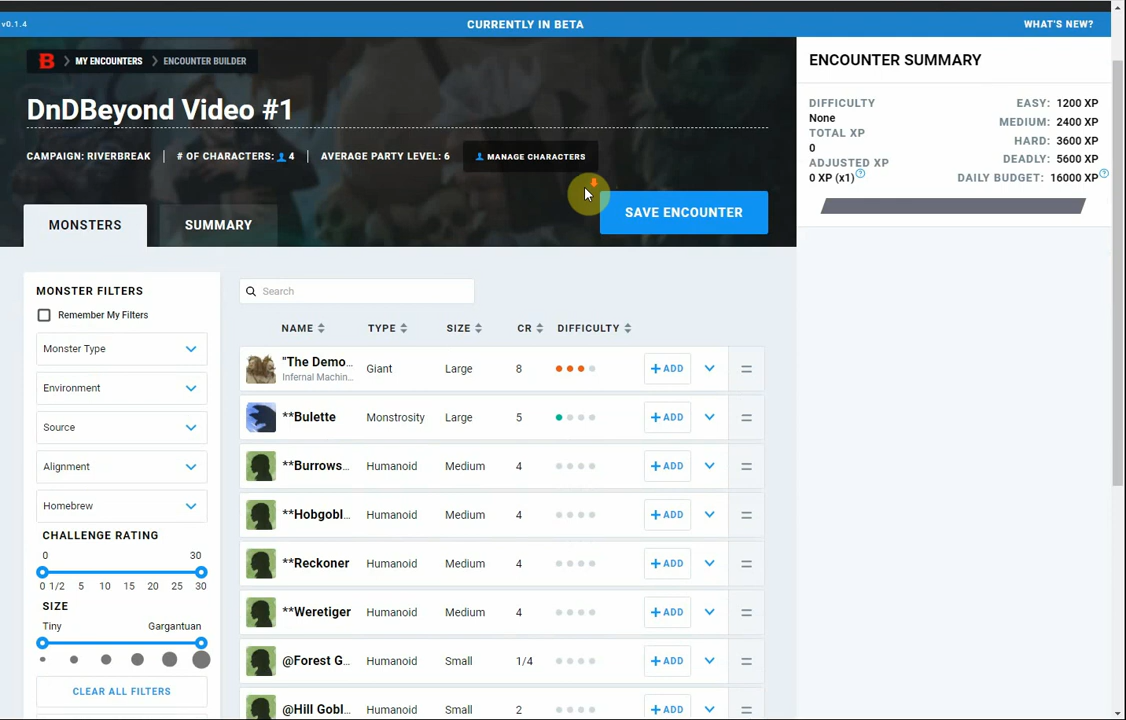 v0.1.4
CURRENTLY IN BETA
WHAT'S NEW?
B > MY ENCOUNTERS > ENCOUNTER BUILDER
DnDBeyond Video #1
CAMPAIGN: RIVERBREAK | # OF CHARACTERS: 4 | AVERAGE PARTY LEVEL: 6
MANAGE CHARACTERS
SAVE ENCOUNTER
MONSTERS
SUMMARY
ENCOUNTER SUMMARY
DIFFICULTY
None
TOTAL XP
0
ADJUSTED XP
0 XP (x1) ?
EASY: 1200 XP
MEDIUM: 2400 XP
HARD: 3600 XP
DEADLY: 5600 XP
DAILY BUDGET: 16000 XP ?
MONSTER FILTERS
Remember My Filters
Monster Type
Environment
Source
Alignment
Homebrew
CHALLENGE RATING
0 30
0 1/2 5 10 15 20 25 30
SIZE
Tiny Gargantuan
CLEAR ALL FILTERS
Search
NAME TYPE SIZE CR DIFFICULTY
"The Demo... Giant Large 8 +ADD
Infernal Machin...
**Bulette Monstrosity Large 5 +ADD
**Burrows... Humanoid Medium 4 +ADD
**Hobgobl... Humanoid Medium 4 +ADD
**Reckoner Humanoid Medium 4 +ADD
**Weretiger Humanoid Medium 4 +ADD
@Forest G... Humanoid Small 1/4 +ADD
@Hill Gobl... Humanoid Small 2 +ADD